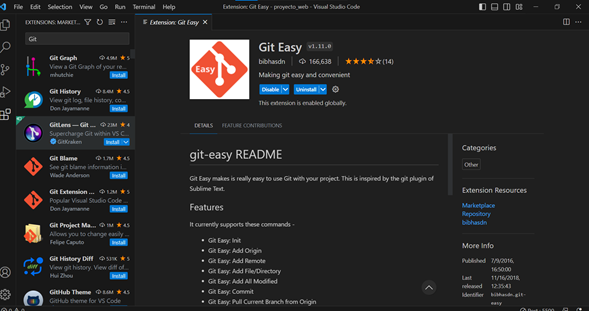 File Edit Selection View Go Run Terminal Help
Extension: Git Easy - proyecto_web - Visual Studio Code
EXTENSIONS: MARKET...
Git
Git Graph 4.9M 5
View a Git Graph of your re...
mhutchie Install
Git History 8.4M 4.5
View git log, file history, co...
Don Jayamanne Install
GitLens — Git ... 23M 4
Supercharge Git within VS C...
GitKraken Install
Git Blame 1.7M 4.5
See git blame information i...
Wade Anderson Install
Git Extension ... 1.2M 4.5
Popular Visual Studio Code ...
Don Jayamanne Install
Git Project Ma... 1M 4.5
Allows you to change easily ...
Felipe Caputo Install
Git History Diff 531K 5
View git history. View diff of...
Hui Zhou Install
GitHub Theme 8.6M 4.5
GitHub theme for VS Code
Extension: Git Easy
Easy
Git Easy v1.11.0
bibhasdn 166,638 (14)
Making git easy and convenient
Disable Uninstall
This extension is enabled globally.
DETAILS FEATURE CONTRIBUTIONS
git-easy README
Git Easy makes is really easy to use Git with your project. This is inspired by the git plugin of
Sublime Text.
Features
It currently supports these commands -
• Git Easy: Init
• Git Easy: Add Origin
• Git Easy: Add Remote
• Git Easy: Add File/Directory
• Git Easy: Add All Modified
• Git Easy: Commit
• Git Easy: Pull Current Branch from Origin
Categories
Other
Extension Resources
Marketplace
Repository
bibhasdn
More Info
Published 7/9/2016,
16:50:00
Last 11/16/2018,
released 12:35:43
Identifier bibhasdn.git-
easy